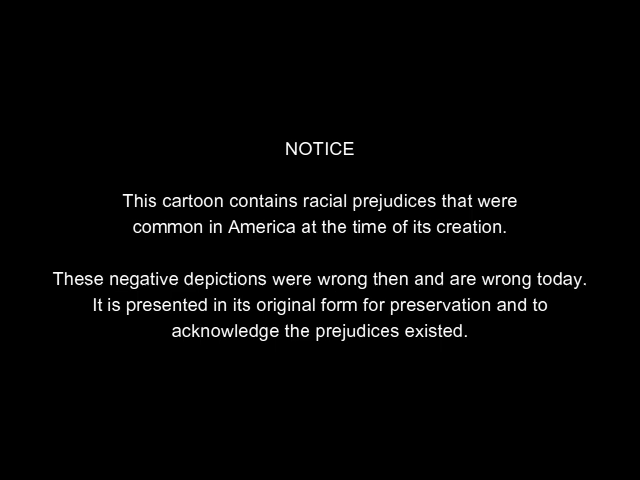 NOTICE
This cartoon contains racial prejudices that were
common in America at the time of its creation.
These negative depictions were wrong then and are wrong today.
It is presented in its original form for preservation and to
acknowledge the prejudices existed.